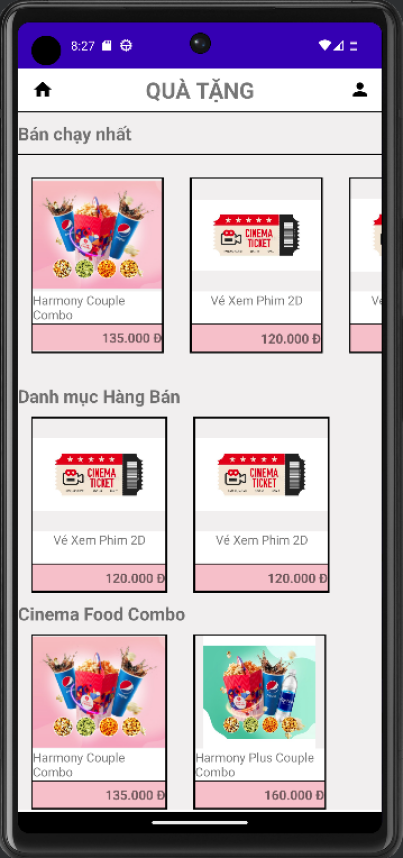 8:27
QUÀ TẶNG
Bán chạy nhất
CINEMA
TICKET
Harmony Couple
Combo
135.000 Đ
Vé Xem Phim 2D
120.000 Đ
Danh mục Hàng Bán
CINEMA
TICKET
CINEMA
TICKET
Vé Xem Phim 2D
Vé Xem Phim 2D
120.000 Đ
120.000 Đ
Cinema Food Combo
pepsi
Harmony Couple
Combo
135.000 Đ
Harmony Plus Couple
Combo
160.000 Đ